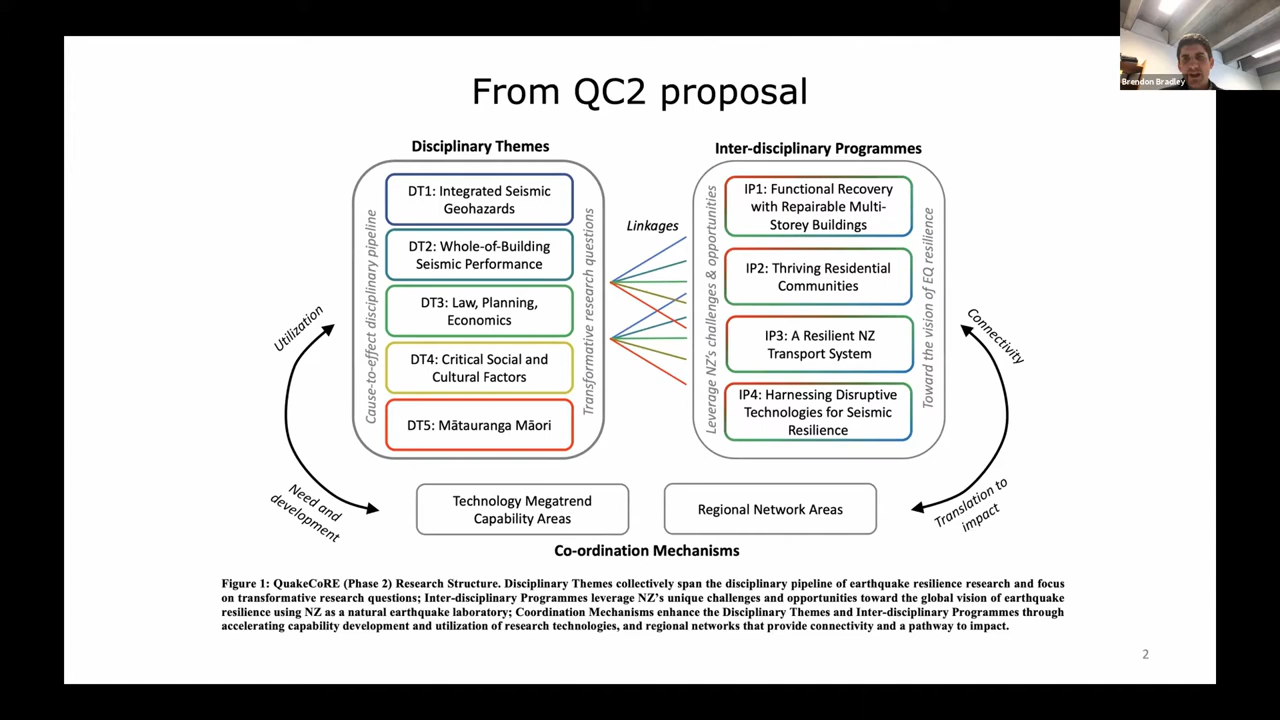 Brendon Bradley
From QC2 proposal
Disciplinary Themes
Cause-to-effect disciplinary pipeline
DT1: Integrated Seismic
Geohazards
DT2: Whole-of-Building
Seismic Performance
DT3: Law, Planning,
Economics
DT4: Critical Social and
Cultural Factors
DT5: Mātauranga Māori
Transformative research questions
Linkages
Inter-disciplinary Programmes
Leverage NZ's challenges & opportunities
IP1: Functional Recovery
with Repairable Multi-
Storey Buildings
IP2: Thriving Residential
Communities
IP3: A Resilient NZ
Transport System
IP4: Harnessing Disruptive
Technologies for Seismic
Resilience
Toward the vision of EQ resilience
Utilization
Need and
development
Connectivity
Translation to
impact
Technology Megatrend
Capability Areas
Regional Network Areas
Co-ordination Mechanisms
Figure 1: QuakeCoRE (Phase 2) Research Structure. Disciplinary Themes collectively span the disciplinary pipeline of earthquake resilience research and focus
on transformative research questions; Inter-disciplinary Programmes leverage NZ's unique challenges and opportunities toward the global vision of earthquake
resilience using NZ as a natural earthquake laboratory; Coordination Mechanisms enhance the Disciplinary Themes and Inter-disciplinary Programmes through
accelerating capability development and utilization of research technologies, and regional networks that provide connectivity and a pathway to impact.
2